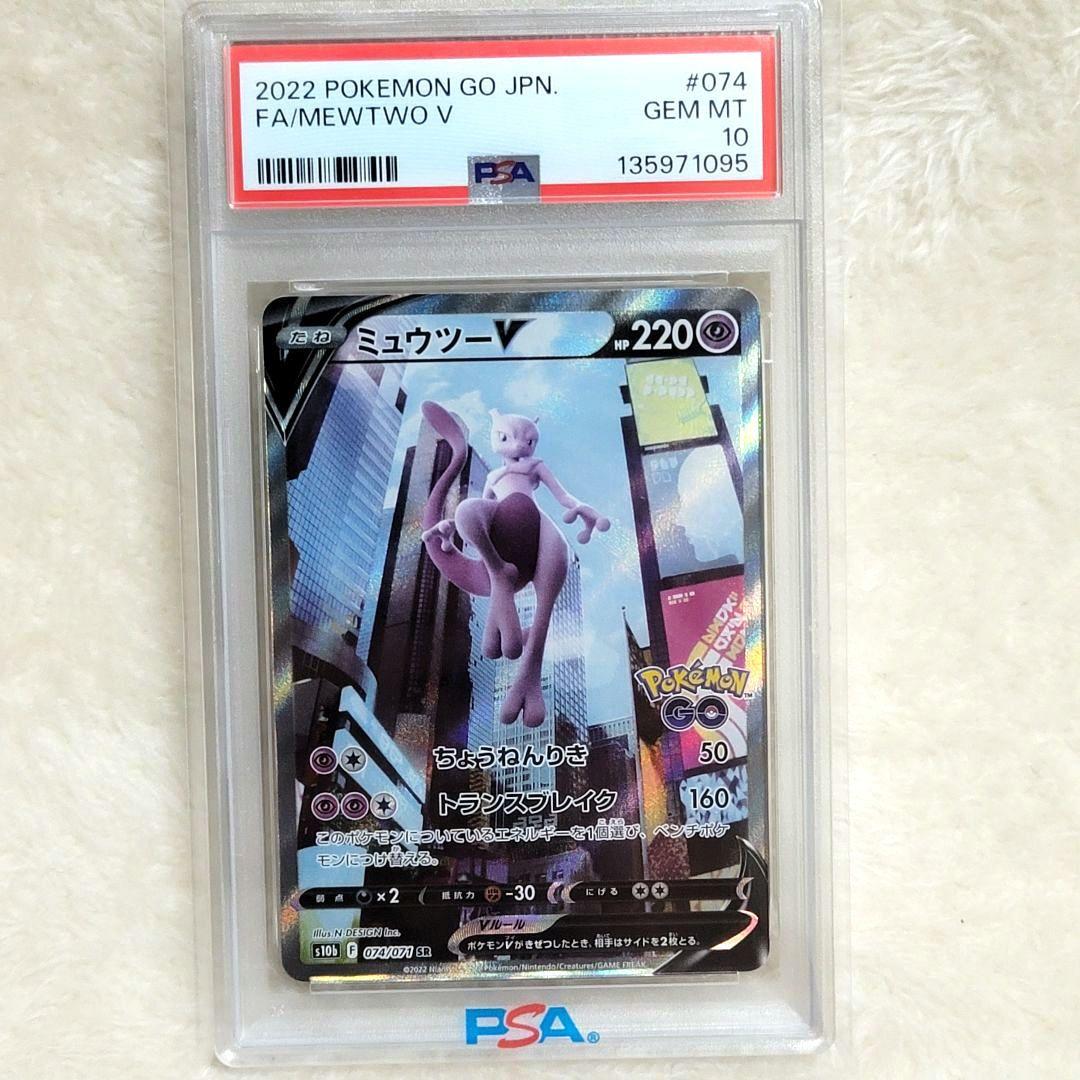 2022 POKEMON GO JPN.
#074
FA/MEWTWO V
GEM MT
10
PSA
135971095
たね
ミュウツーV
HP 220
Pokémon GO™
ちょうねんりき
50
トランスブレイク
160
このポケモンについているエネルギーを1個選び、ベンチポケ
モンにつけ替える。
弱点 ×2 抵抗力 -30 にげる
Illus. N-DESIGN Inc.
Vルール
ポケモンVがきぜつしたとき、相手はサイドを2枚とる。
s10b F 074/071 SR
©2022 Pokémon/Nintendo/Creatures/GAME FREAK
PSA®